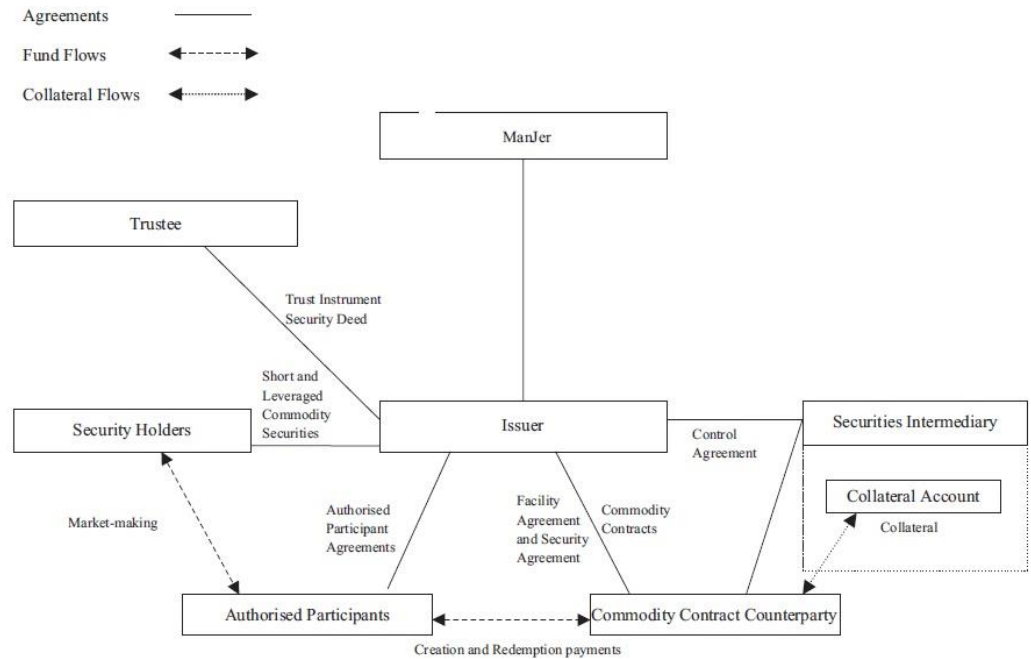 Agreements
Fund Flows
Collateral Flows
ManJer
Trustee
Trust Instrument
Security Deed
Short and
Leveraged
Commodity
Securities
Security Holders
Issuer
Control
Agreement
Securities Intermediary
Collateral Account
Collateral
Market-making
Authorised
Participant
Agreements
Facility
Agreement
and Security
Agreement
Commodity
Contracts
Authorised Participants
Commodity Contract Counterparty
Creation and Redemption payments